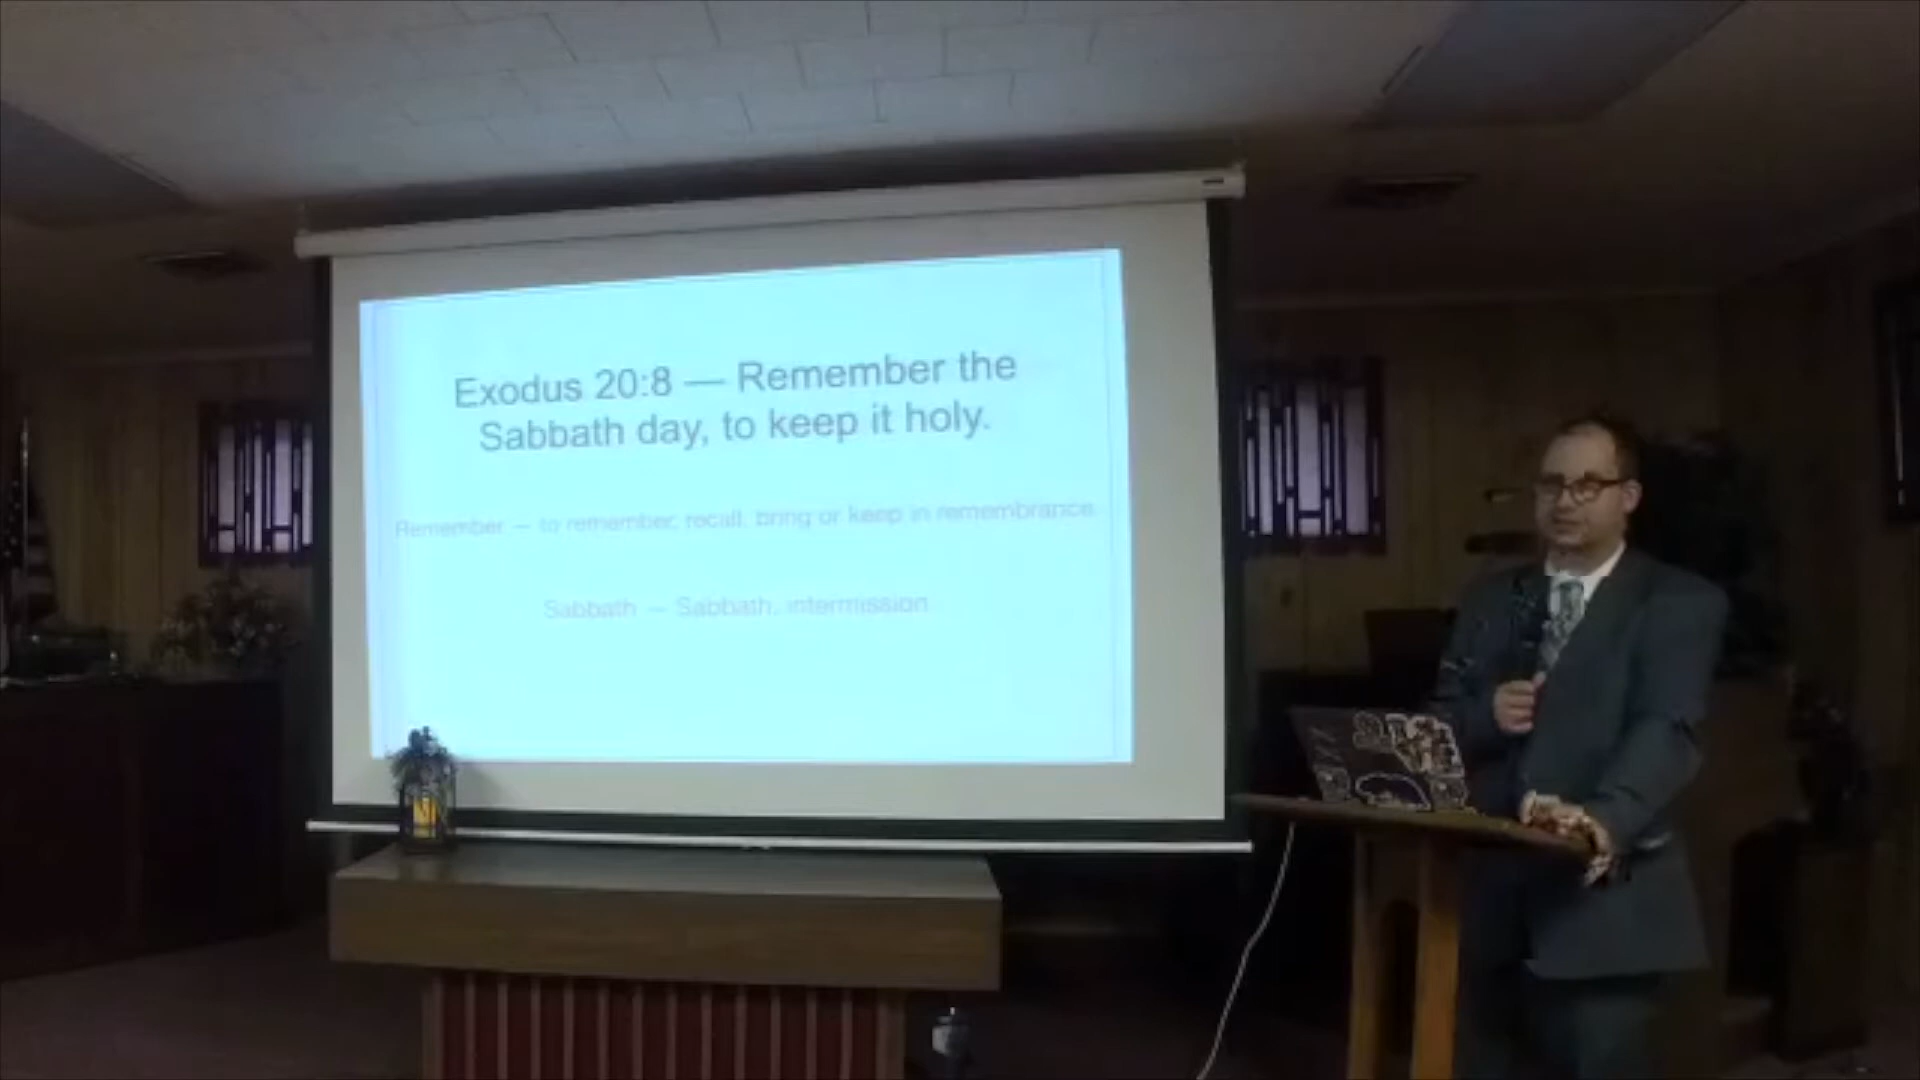 Exodus 20:8 — Remember the
Sabbath day, to keep it holy.
Remember — to remember, recall, bring or keep in remembrance
Sabbath — Sabbath, intermission